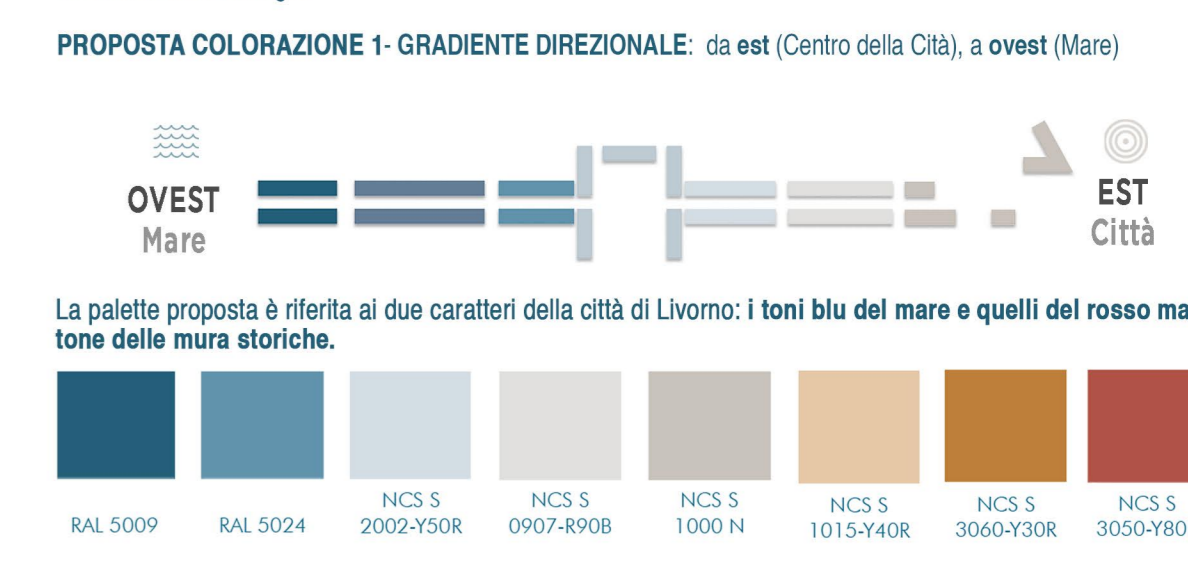 PROPOSTA COLORAZIONE 1- GRADIENTE DIREZIONALE: da est (Centro della Cità), a ovest (Mare)
OVEST
Mare
EST
Città
La palette proposta è riferita ai due caratteri della città di Livorno: i toni blu del mare e quelli del rosso ma
tone delle mura storiche.
RAL 5009
RAL 5024
NCS S
2002-Y50R
NCS S
0907-R90B
NCS S
1000 N
NCS S
1015-Y40R
NCS S
3060-Y30R
NCS S
3050-Y80